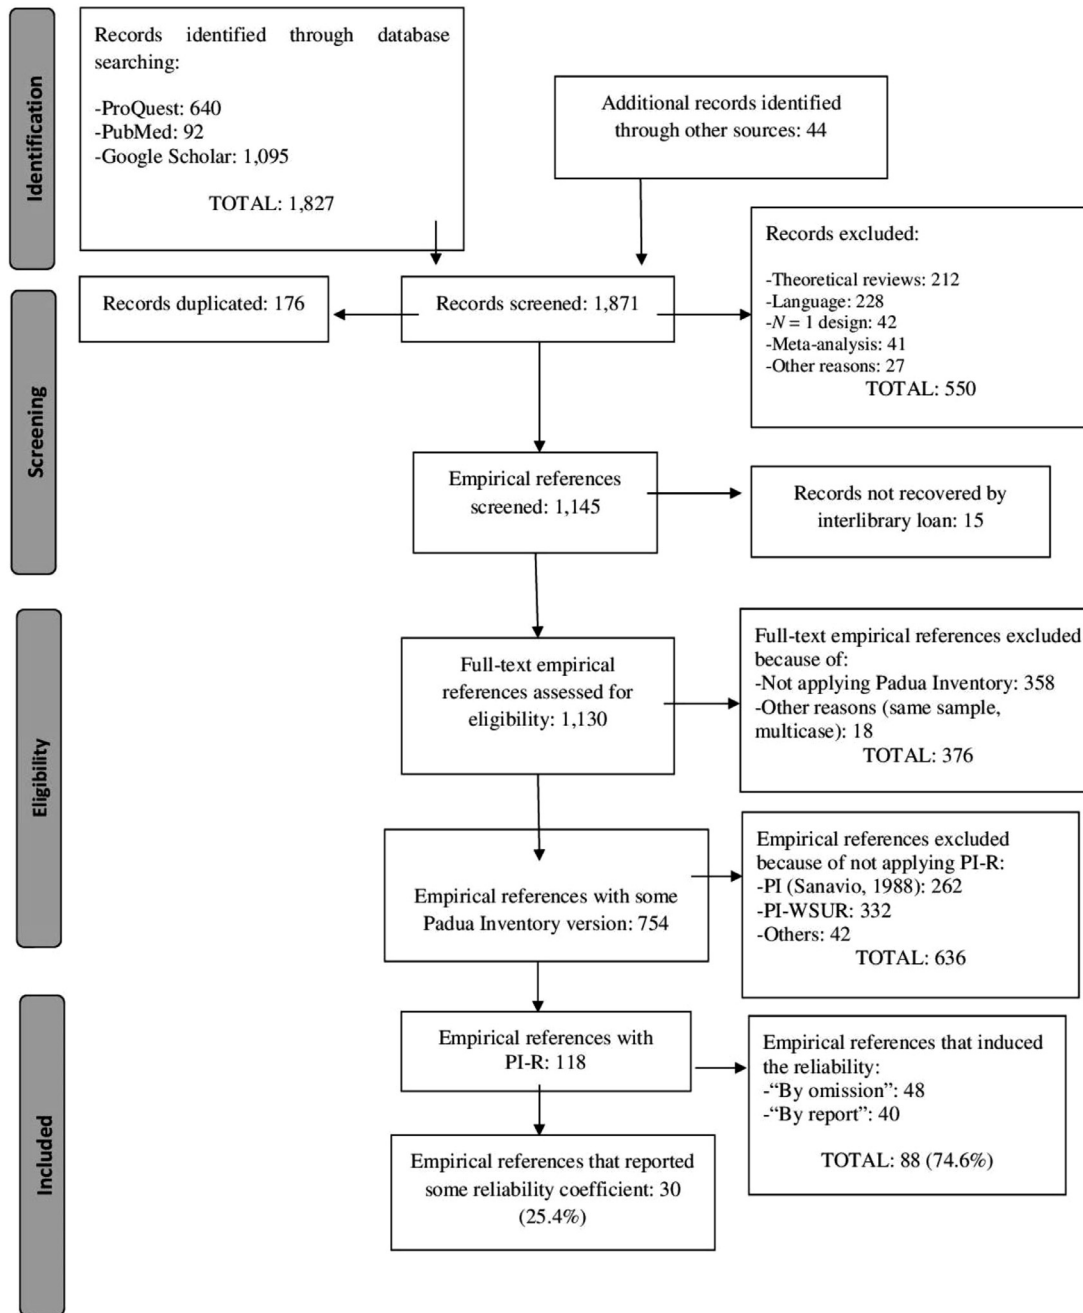 Identification
Records identified through database
searching:
-ProQuest: 640
-PubMed: 92
-Google Scholar: 1,095
TOTAL: 1,827
Additional records identified
through other sources: 44
Screening
Records duplicated: 176
Records screened: 1,871
Records excluded:
-Theoretical reviews: 212
-Language: 228
-N = 1 design: 42
-Meta-analysis: 41
-Other reasons: 27
TOTAL: 550
Empirical references
screened: 1,145
Records not recovered by
interlibrary loan: 15
Eligibility
Full-text empirical
references assessed for
eligibility: 1,130
Full-text empirical references excluded
because of:
-Not applying Padua Inventory: 358
-Other reasons (same sample,
multicase): 18
TOTAL: 376
Empirical references with some
Padua Inventory version: 754
Empirical references excluded
because of not applying PI-R:
-PI (Sanavio, 1988): 262
-PI-WSUR: 332
-Others: 42
TOTAL: 636
Included
Empirical references with
PI-R: 118
Empirical references that induced
the reliability:
-“By omission”: 48
-“By report”: 40
TOTAL: 88 (74.6%)
Empirical references that reported
some reliability coefficient: 30
(25.4%)